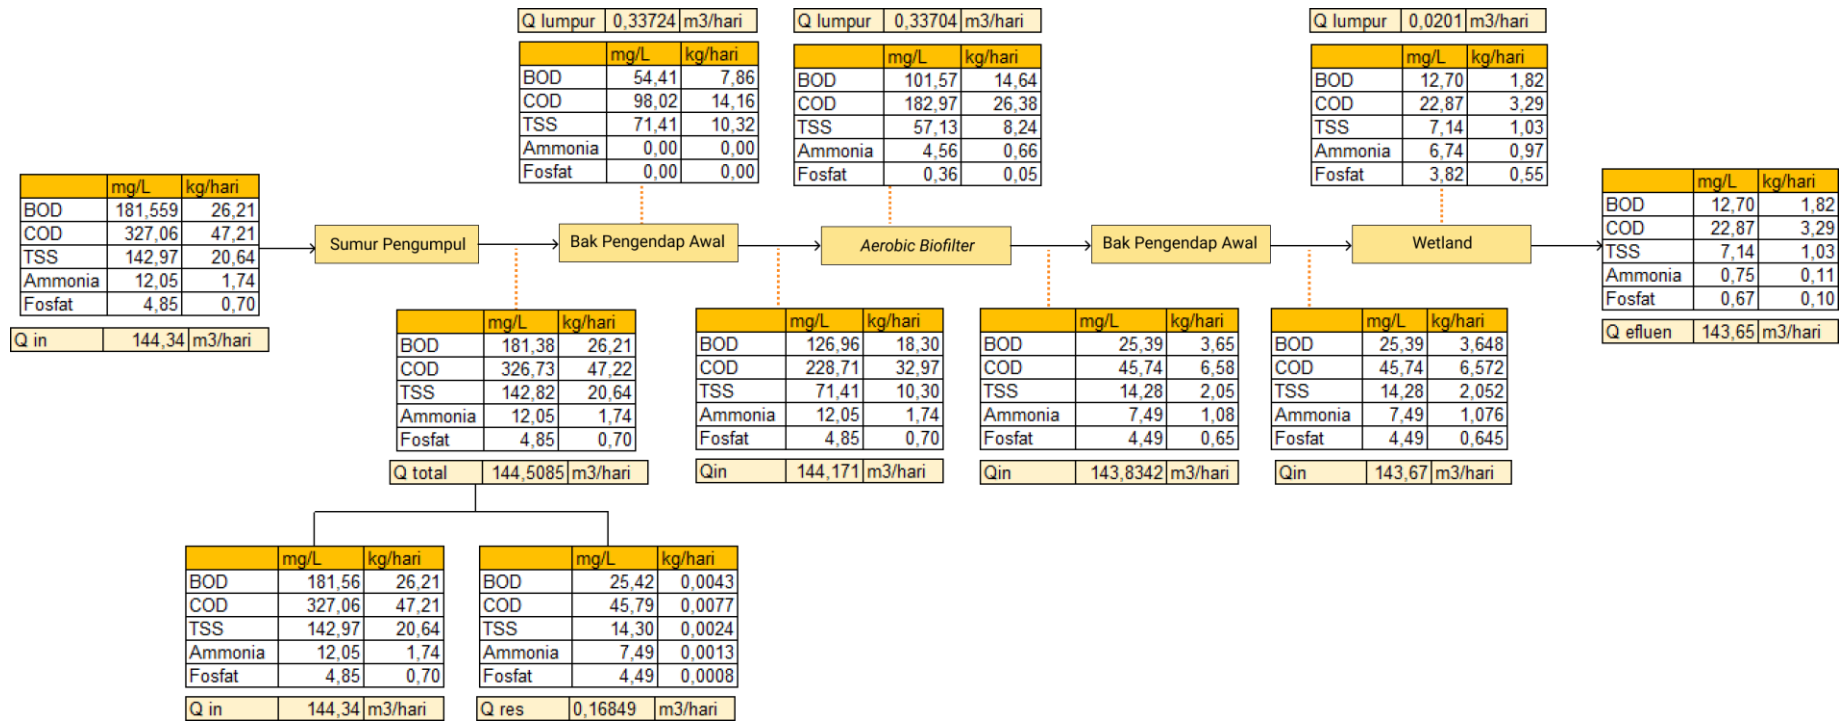 Q lumpur 0,33724 m3/hari
mg/L kg/hari
BOD 54,41 7,86
COD 98,02 14,16
TSS 71,41 10,32
Ammonia 0,00 0,00
Fosfat 0,00 0,00
Q lumpur 0,33704 m3/hari
mg/L kg/hari
BOD 101,57 14,64
COD 182,97 26,38
TSS 57,13 8,24
Ammonia 4,56 0,66
Fosfat 0,36 0,05
Q lumpur 0,0201 m3/hari
mg/L kg/hari
BOD 12,70 1,82
COD 22,87 3,29
TSS 7,14 1,03
Ammonia 6,74 0,97
Fosfat 3,82 0,55
mg/L kg/hari
BOD 181,559 26,21
COD 327,06 47,21
TSS 142,97 20,64
Ammonia 12,05 1,74
Fosfat 4,85 0,70
Q in 144,34 m3/hari
Sumur Pengumpul
Bak Pengendap Awal
Aerobic Biofilter
Bak Pengendap Awal
Wetland
mg/L kg/hari
BOD 12,70 1,82
COD 22,87 3,29
TSS 7,14 1,03
Ammonia 0,75 0,11
Fosfat 0,67 0,10
Q efluen 143,65 m3/hari
mg/L kg/hari
BOD 181,38 26,21
COD 326,73 47,22
TSS 142,82 20,64
Ammonia 12,05 1,74
Fosfat 4,85 0,70
Q total 144,5085 m3/hari
mg/L kg/hari
BOD 126,96 18,30
COD 228,71 32,97
TSS 71,41 10,30
Ammonia 12,05 1,74
Fosfat 4,85 0,70
Qin 144,171 m3/hari
mg/L kg/hari
BOD 25,39 3,65
COD 45,74 6,58
TSS 14,28 2,05
Ammonia 7,49 1,08
Fosfat 4,49 0,65
Qin 143,8342 m3/hari
mg/L kg/hari
BOD 25,39 3,648
COD 45,74 6,572
TSS 14,28 2,052
Ammonia 7,49 1,076
Fosfat 4,49 0,645
Qin 143,67 m3/hari
mg/L kg/hari
BOD 181,56 26,21
COD 327,06 47,21
TSS 142,97 20,64
Ammonia 12,05 1,74
Fosfat 4,85 0,70
Q in 144,34 m3/hari
mg/L kg/hari
BOD 25,42 0,0043
COD 45,79 0,0077
TSS 14,30 0,0024
Ammonia 7,49 0,0013
Fosfat 4,49 0,0008
Q res 0,16849 m3/hari